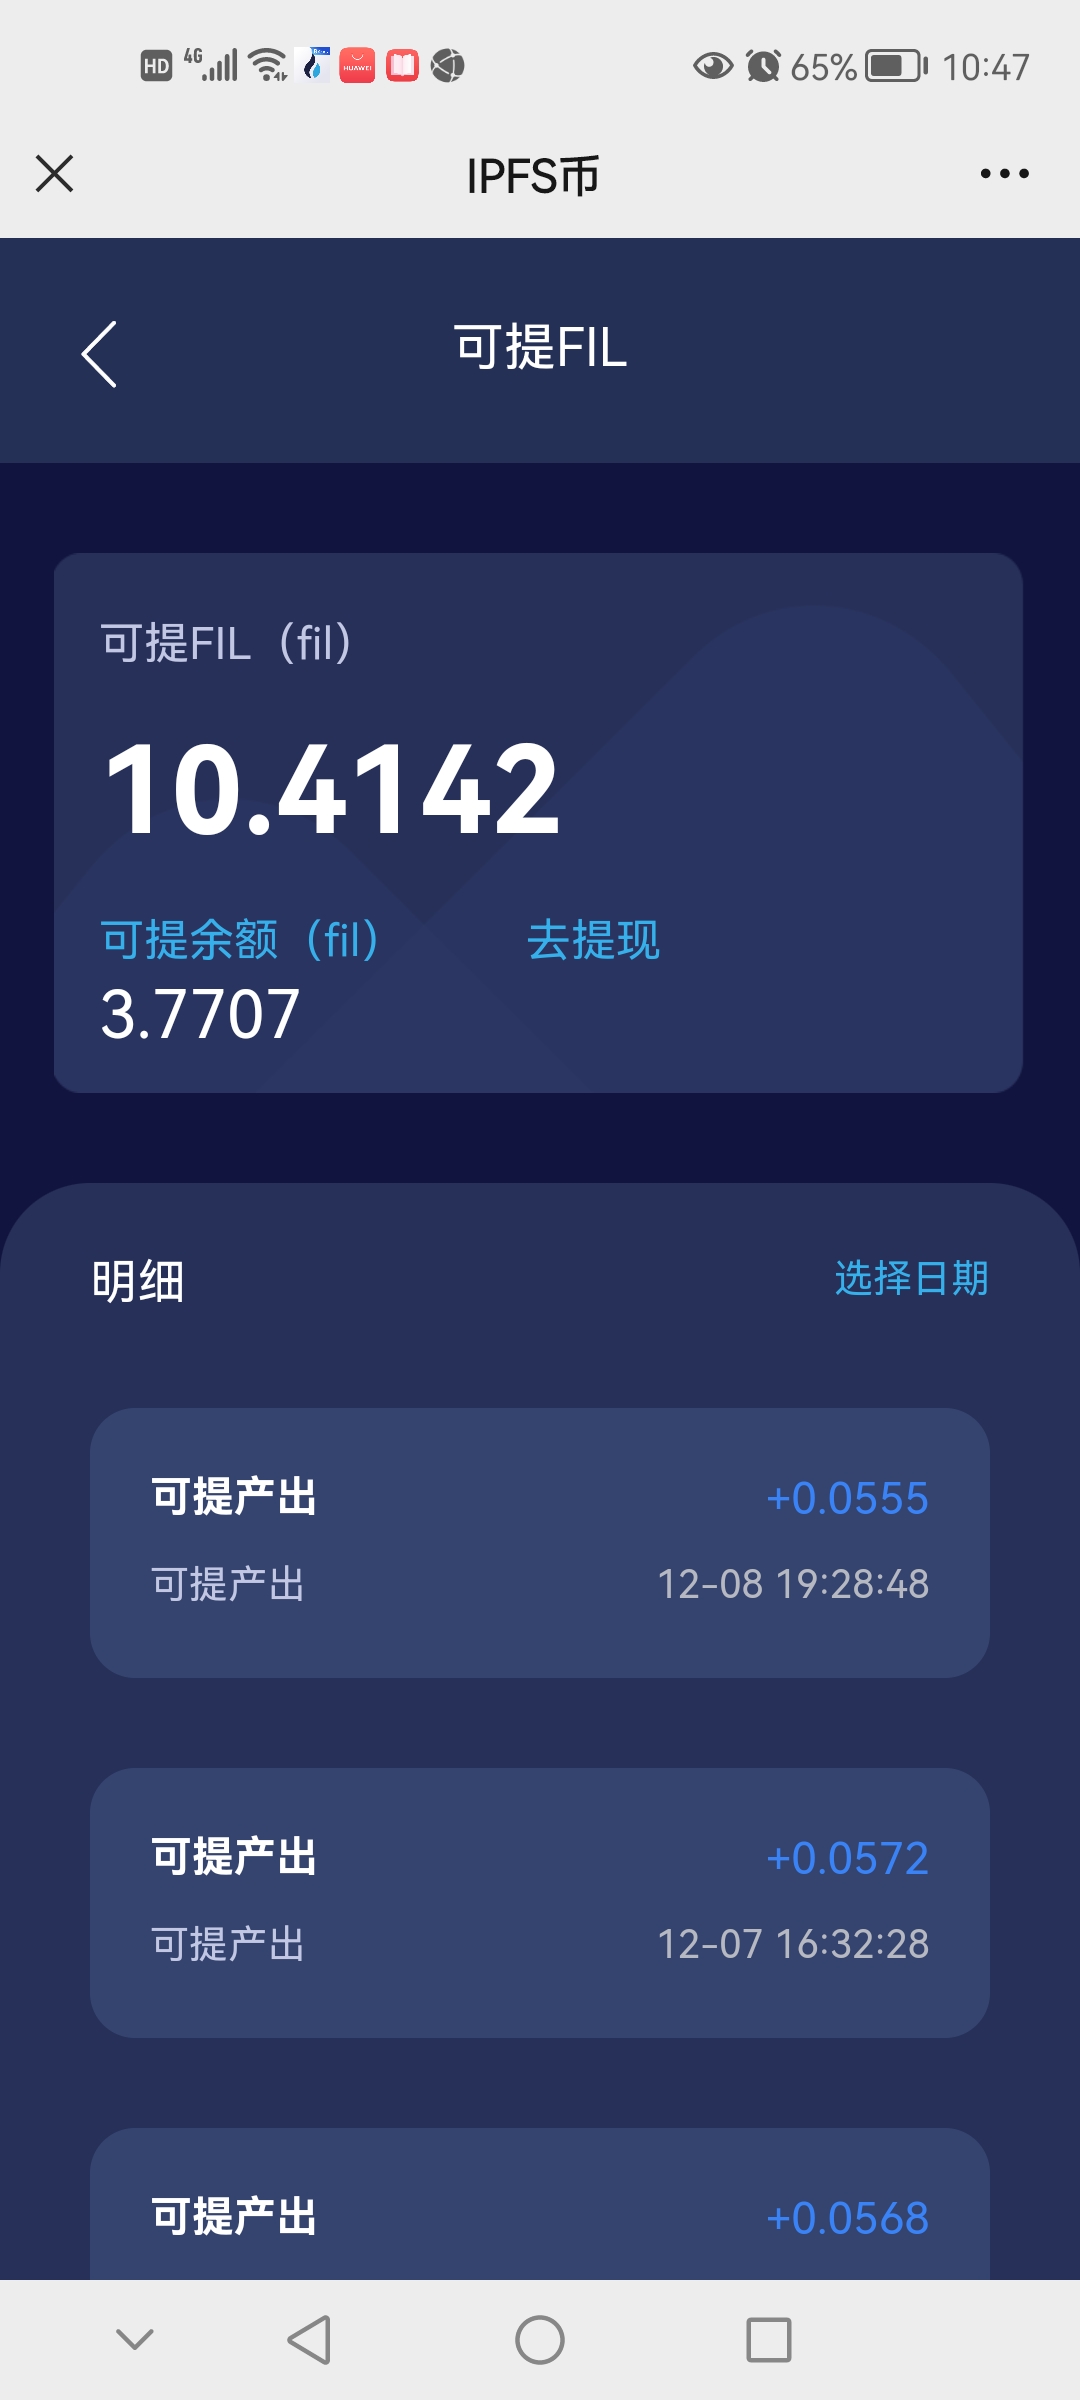 HD 4G HUAWEI 65% 10:47
IPFS币
可提FIL
可提FIL（fil）
10.4142
可提余额（fil） 去提现
3.7707
明细 选择日期
可提产出 +0.0555
可提产出 12-08 19:28:48
可提产出 +0.0572
可提产出 12-07 16:32:28
可提产出 +0.0568